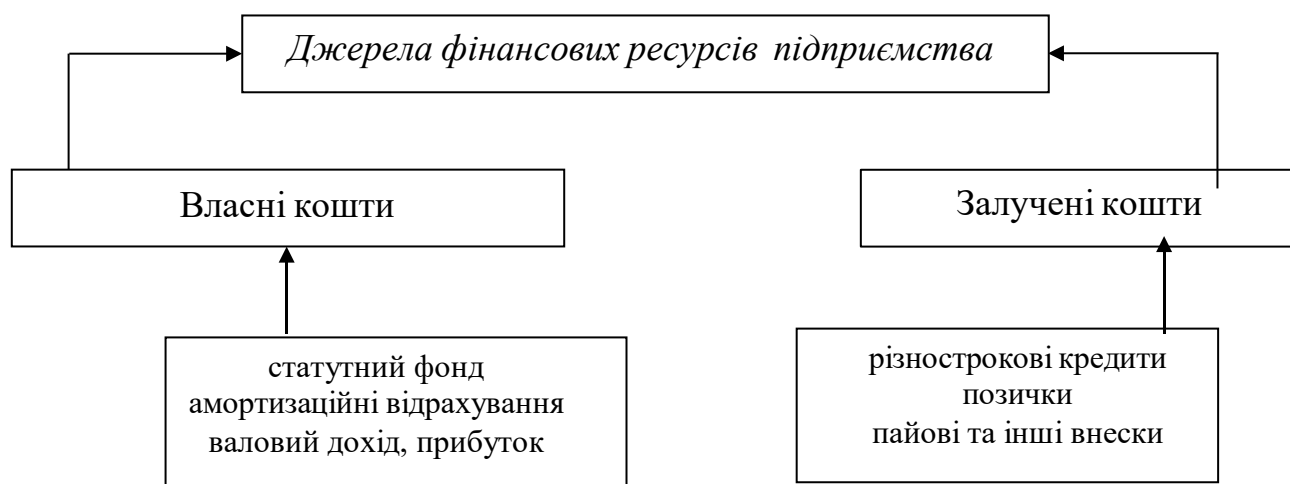 Джерела фінансових ресурсів підприємства
Власні кошти
Залучені кошти
статутний фонд
амортизаційні відрахування
валовий дохід, прибуток
різнострокові кредити
позички
пайові та інші внески